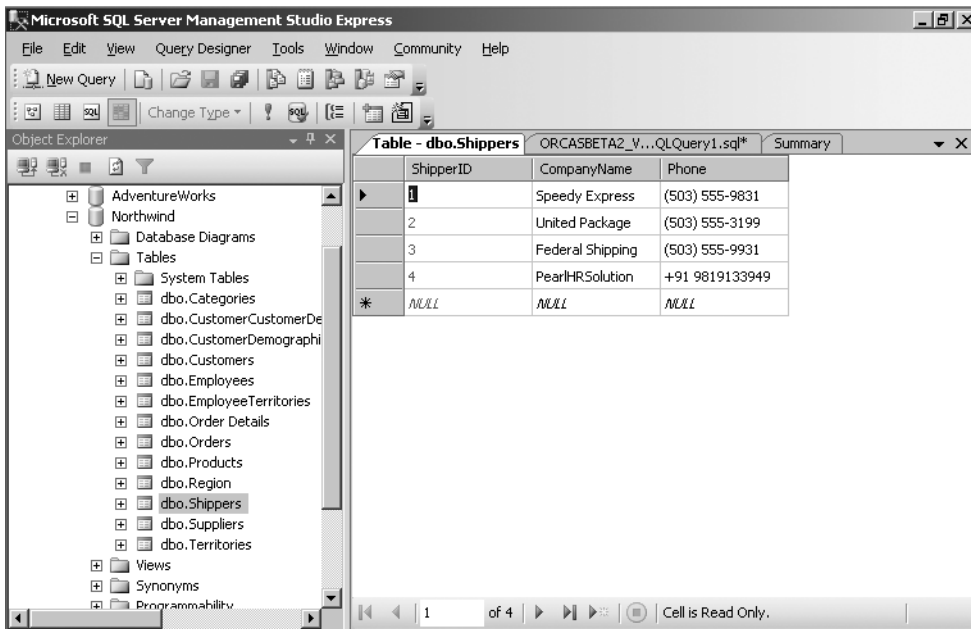 Microsoft SQL Server Management Studio Express
File Edit View Query Designer Tools Window Community Help
New Query
Change Type
Object Explorer
Table - dbo.Shippers ORCASBETA2_V...QLQuery1.sql* Summary
AdventureWorks
Northwind
Database Diagrams
Tables
System Tables
dbo.Categories
dbo.CustomerCustomerDe
dbo.CustomerDemographi
dbo.Customers
dbo.Employees
dbo.EmployeeTerritories
dbo.Order Details
dbo.Orders
dbo.Products
dbo.Region
dbo.Shippers
dbo.Suppliers
dbo.Territories
Views
Synonyms
Programmability
ShipperID CompanyName Phone
1 Speedy Express (503) 555-9831
2 United Package (503) 555-3199
3 Federal Shipping (503) 555-9931
4 PearlHRSolution +91 9819133949
NULL NULL NULL
1 of 4 Cell is Read Only.